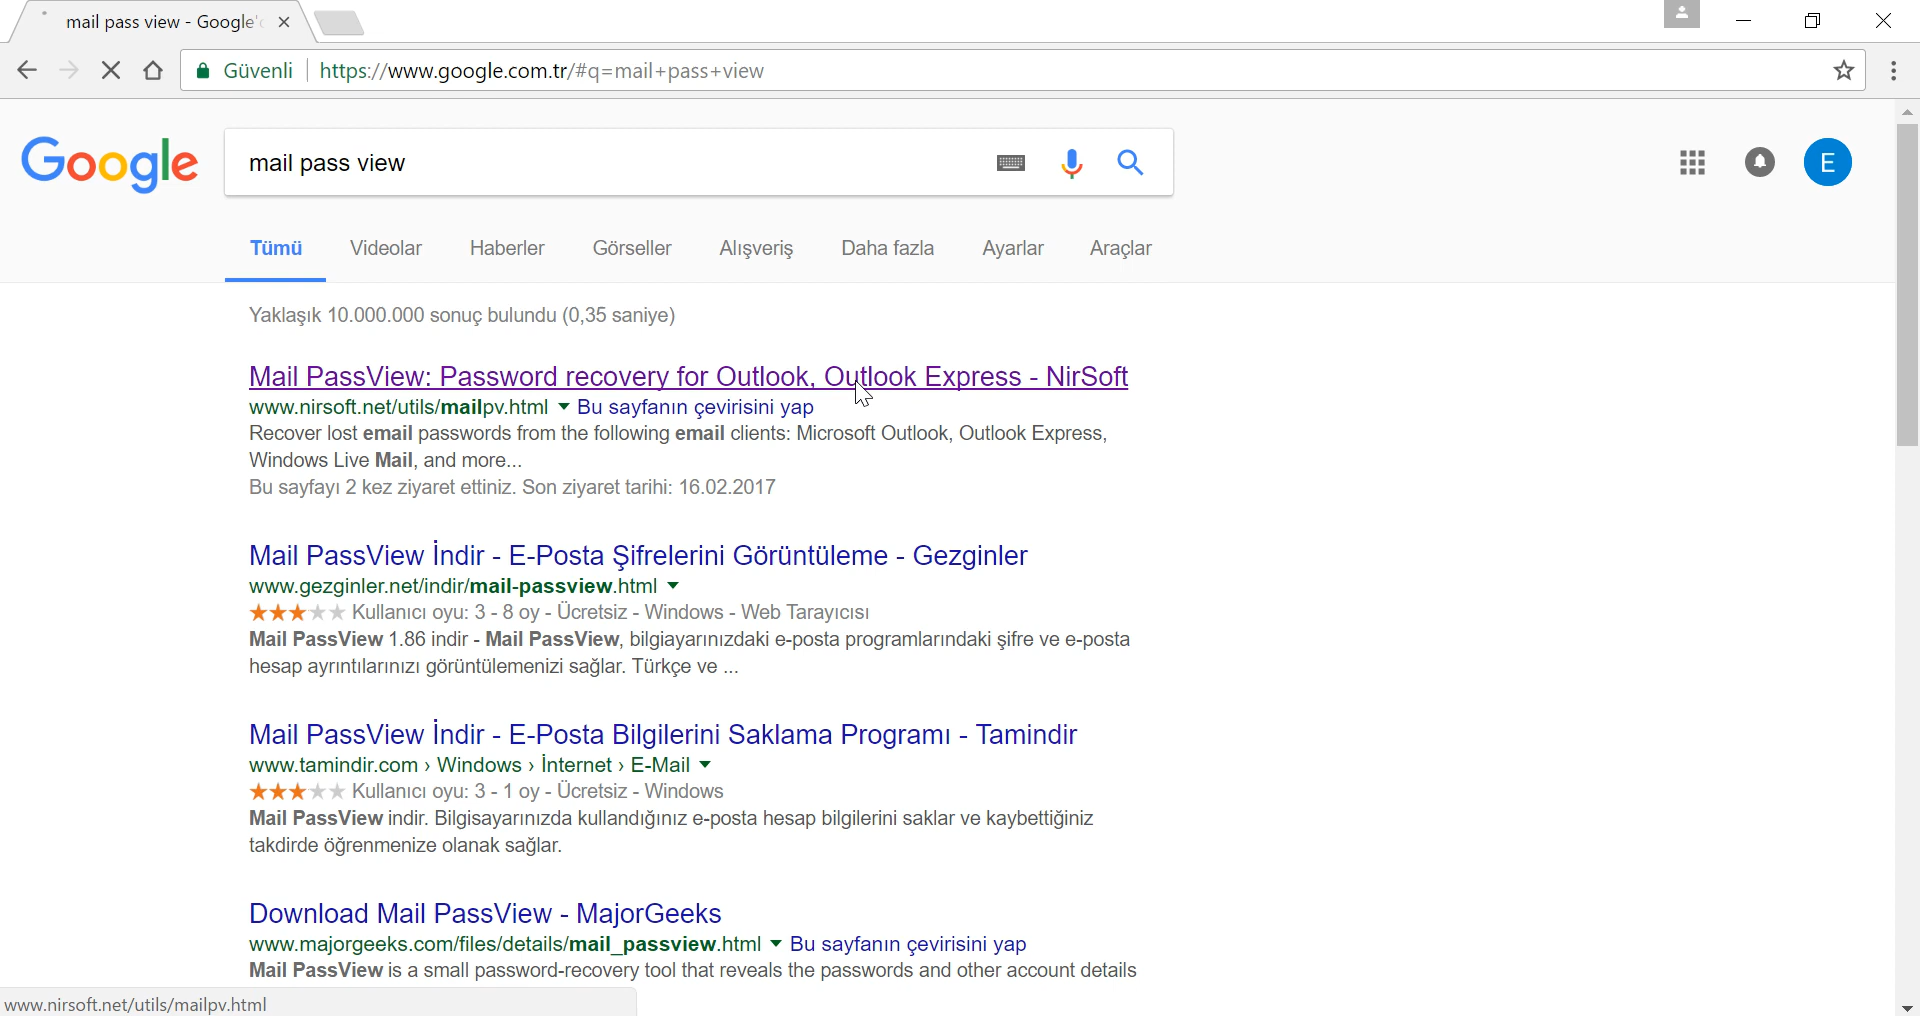 mail pass view - Google'
Güvenli https://www.google.com.tr/#q=mail+pass+view
Google mail pass view E
Tümü Videolar Haberler Görseller Alışveriş Daha fazla Ayarlar Araçlar
Yaklaşık 10.000.000 sonuç bulundu (0,35 saniye)
Mail PassView: Password recovery for Outlook, Outlook Express - NirSoft
www.nirsoft.net/utils/mailpv.html Bu sayfanın çevirisini yap
Recover lost email passwords from the following email clients: Microsoft Outlook, Outlook Express,
Windows Live Mail, and more...
Bu sayfayı 2 kez ziyaret ettiniz. Son ziyaret tarihi: 16.02.2017
Mail PassView İndir - E-Posta Şifrelerini Görüntüleme - Gezginler
www.gezginler.net/indir/mail-passview.html
Kullanıcı oyu: 3 - 8 oy - Ücretsiz - Windows - Web Tarayıcısı
Mail PassView 1.86 indir - Mail PassView, bilgiayarınızdaki e-posta programlarındaki şifre ve e-posta
hesap ayrıntılarınızı görüntülemenizi sağlar. Türkçe ve ...
Mail PassView İndir - E-Posta Bilgilerini Saklama Programı - Tamindir
www.tamindir.com › Windows › İnternet › E-Mail
Kullanıcı oyu: 3 - 1 oy - Ücretsiz - Windows
Mail PassView indir. Bilgisayarınızda kullandığınız e-posta hesap bilgilerini saklar ve kaybettiğiniz
takdirde öğrenmenize olanak sağlar.
Download Mail PassView - MajorGeeks
www.majorgeeks.com/files/details/mail_passview.html Bu sayfanın çevirisini yap
Mail PassView is a small password-recovery tool that reveals the passwords and other account details
www.nirsoft.net/utils/mailpv.html